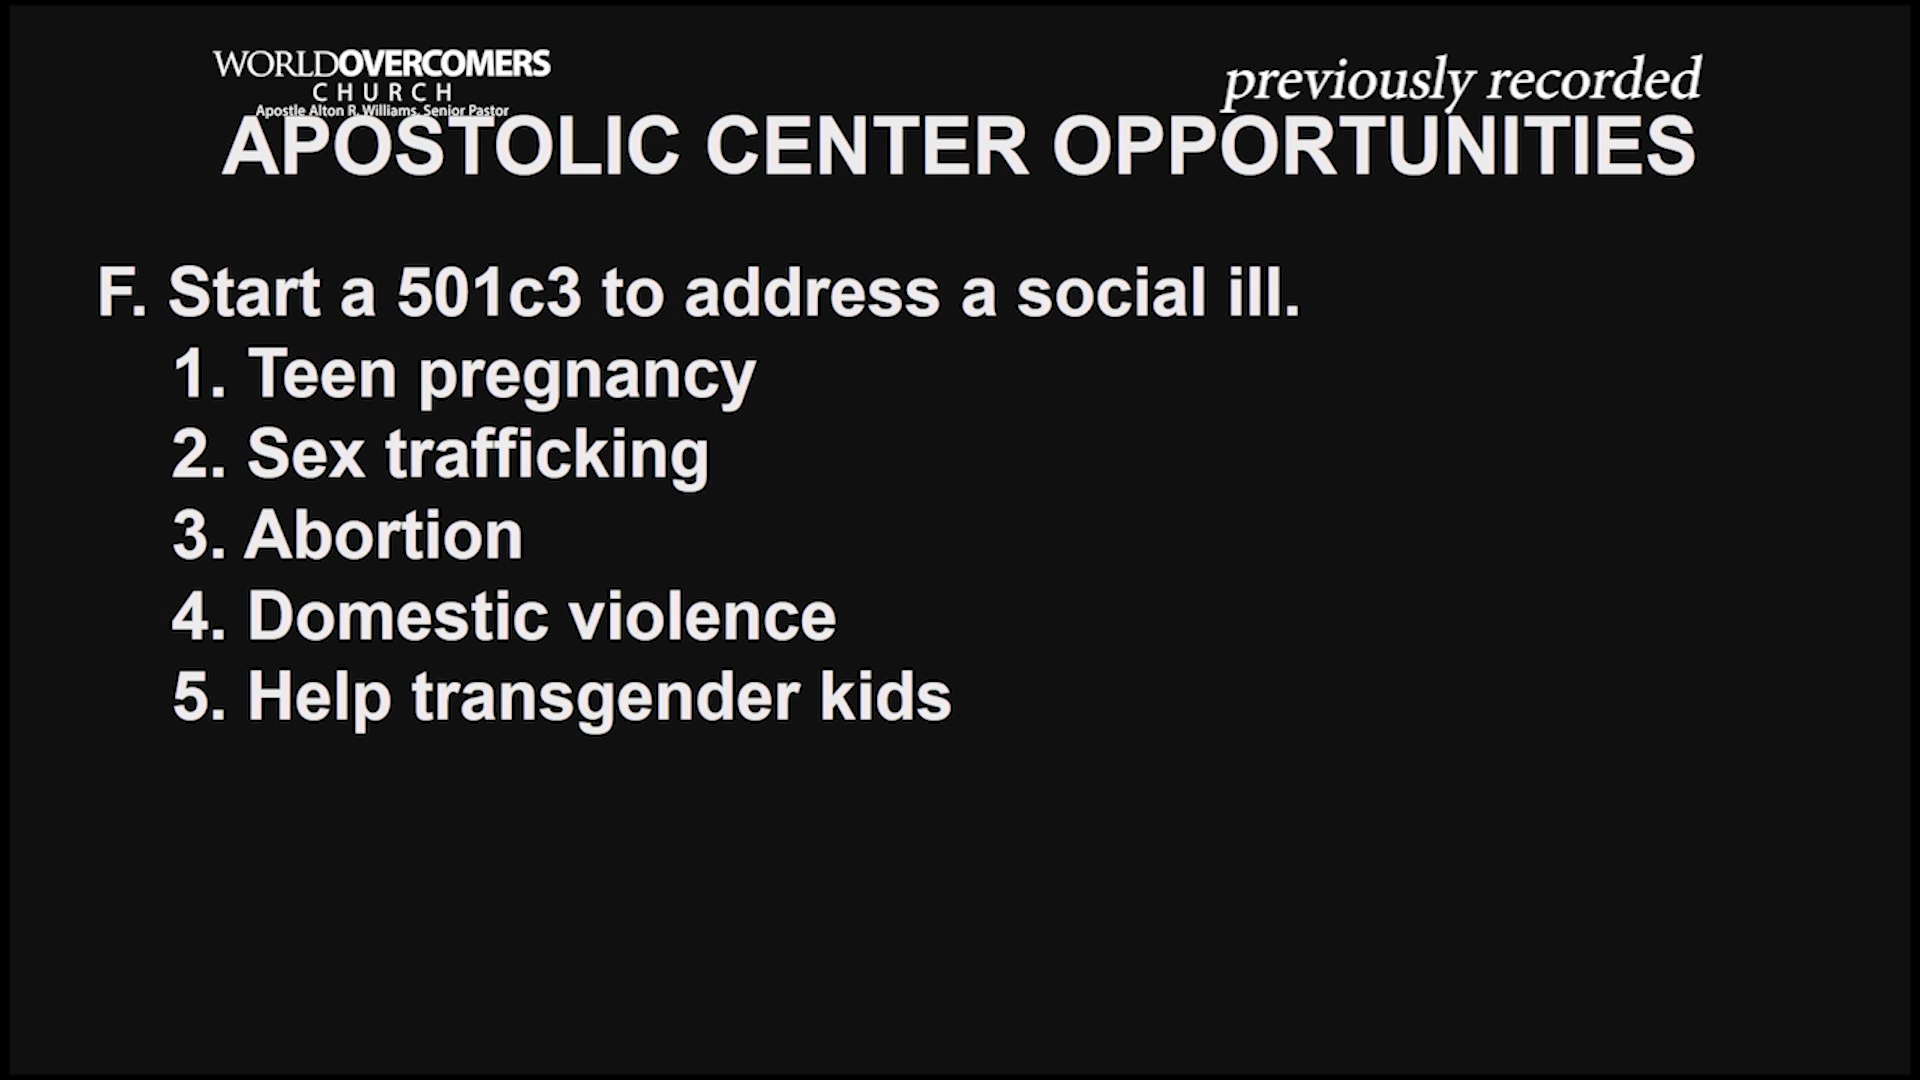 WORLDOVERCOMERS
CHURCH
Apostle Alton R. Williams, Senior Pastor
previously recorded
APOSTOLIC CENTER OPPORTUNITIES
F. Start a 501c3 to address a social ill.
1. Teen pregnancy
2. Sex trafficking
3. Abortion
4. Domestic violence
5. Help transgender kids